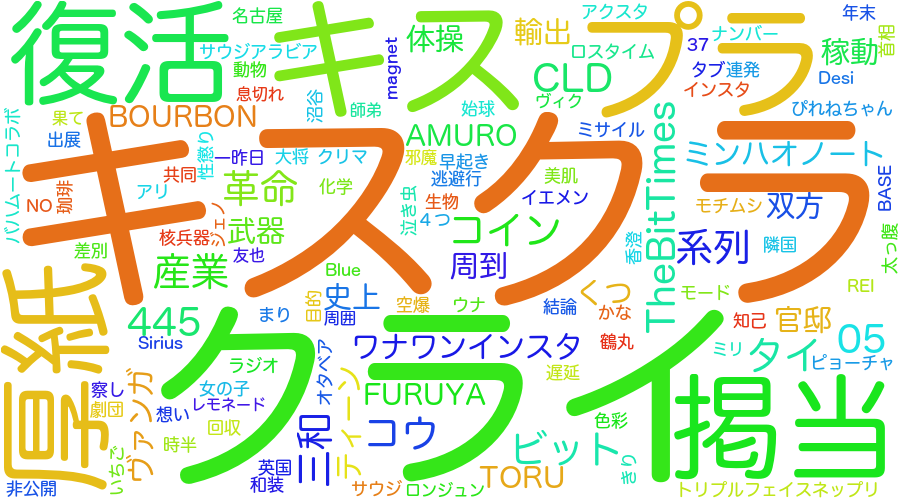 復活
キス
プラ
キスクラ
クライ
厚紙
掲当
名古屋
サウジアラビア
動物
息切れ
沼谷
体操
magnet
師弟
始球
輸出
CLD
アクスタ
ロスタイム
ヴィク
37
ナンバー
タブ
連発
インスタ
年末
首相
稼動
Desi
ぴれねちゃん
バハムートコラボ
果て
出展
BOURBON
性懲り
一昨日
大将
クリマ
AMURO
邪魔
早起き
ミサイル
TheBitTimes
ミンハオノート
BASE
NO
珈琲
アリ
共同
革命
化学
泣き虫
逃避行
生物
4つ
美肌
イエメン
モチムシ
双方
太っ腹
差別
核兵器
ジェノ
武器
友也
コイン
香澄
系列
隣国
産業
Blue
周到
目的
史上
周囲
空爆
ウナ
結論
くっ
かな
モード
REI
445
Sirius
まり
ワナワンインスタ
鶴丸
知己
官邸
ミリ
タイ
05
ピョーチャ
ラジオ
オタベア
遅延
察し
劇団
ヴァンガ
女の子
想い
レモネード
時半
回収
三和
ティーン
FURUYA
コウ
色彩
ビット
きり
いちご
非公開
英国
和装
サウジ
ロンジュン
TORU
トリプルフェイスネップリ